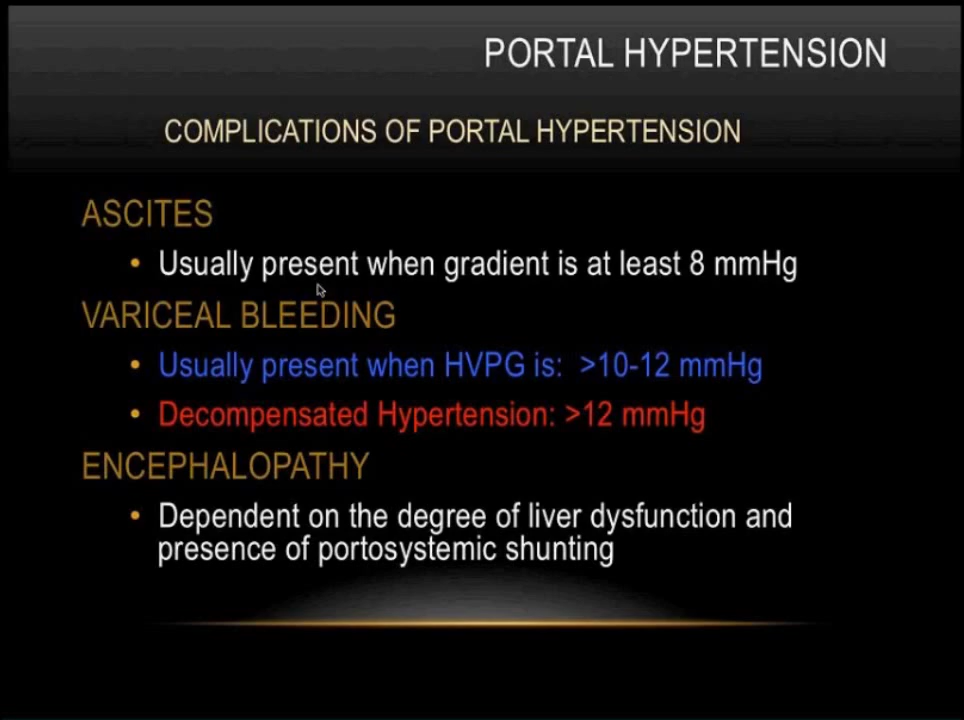 PORTAL HYPERTENSION
COMPLICATIONS OF PORTAL HYPERTENSION
ASCITES
• Usually present when gradient is at least 8 mmHg
VARICEAL BLEEDING
• Usually present when HVPG is: >10-12 mmHg
• Decompensated Hypertension: >12 mmHg
ENCEPHALOPATHY
• Dependent on the degree of liver dysfunction and
presence of portosystemic shunting